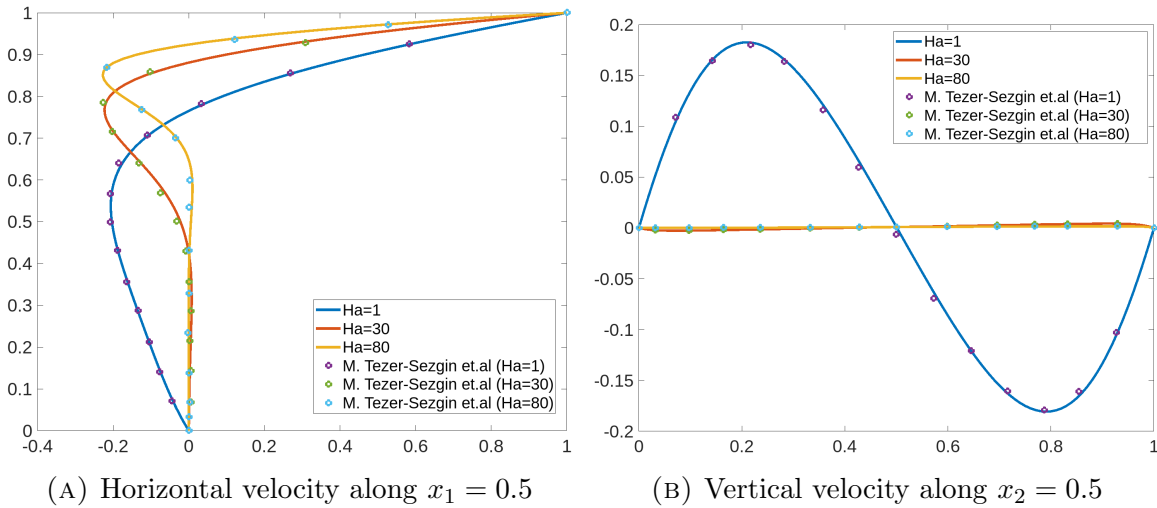 1
0.9
0.8
0.7
0.6
0.5
0.4
0.3
0.2
0.1
0
-0.4 -0.2 0 0.2 0.4 0.6 0.8 1
Ha=1
Ha=30
Ha=80
M. Tezer-Sezgin et.al (Ha=1)
M. Tezer-Sezgin et.al (Ha=30)
M. Tezer-Sezgin et.al (Ha=80)
(A) Horizontal velocity along x₁ = 0.5
0.2
0.15
0.1
0.05
0
-0.05
-0.1
-0.15
-0.2
0 0.2 0.4 0.6 0.8 1
Ha=1
Ha=30
Ha=80
M. Tezer-Sezgin et.al (Ha=1)
M. Tezer-Sezgin et.al (Ha=30)
M. Tezer-Sezgin et.al (Ha=80)
(B) Vertical velocity along x₂ = 0.5